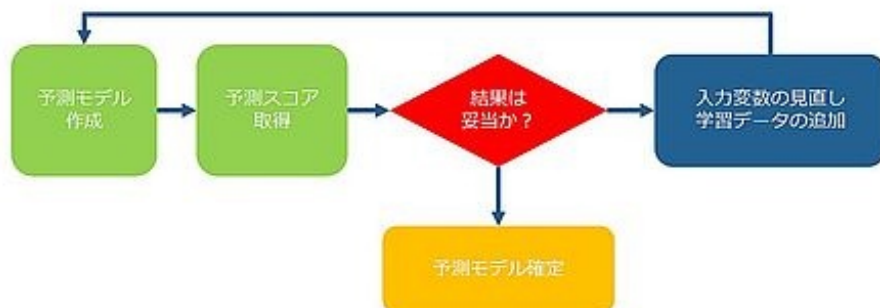 予測モデル
作成
予測スコア
取得
結果は
妥当か？
入力変数の見直し
学習データの追加
予測モデル確定